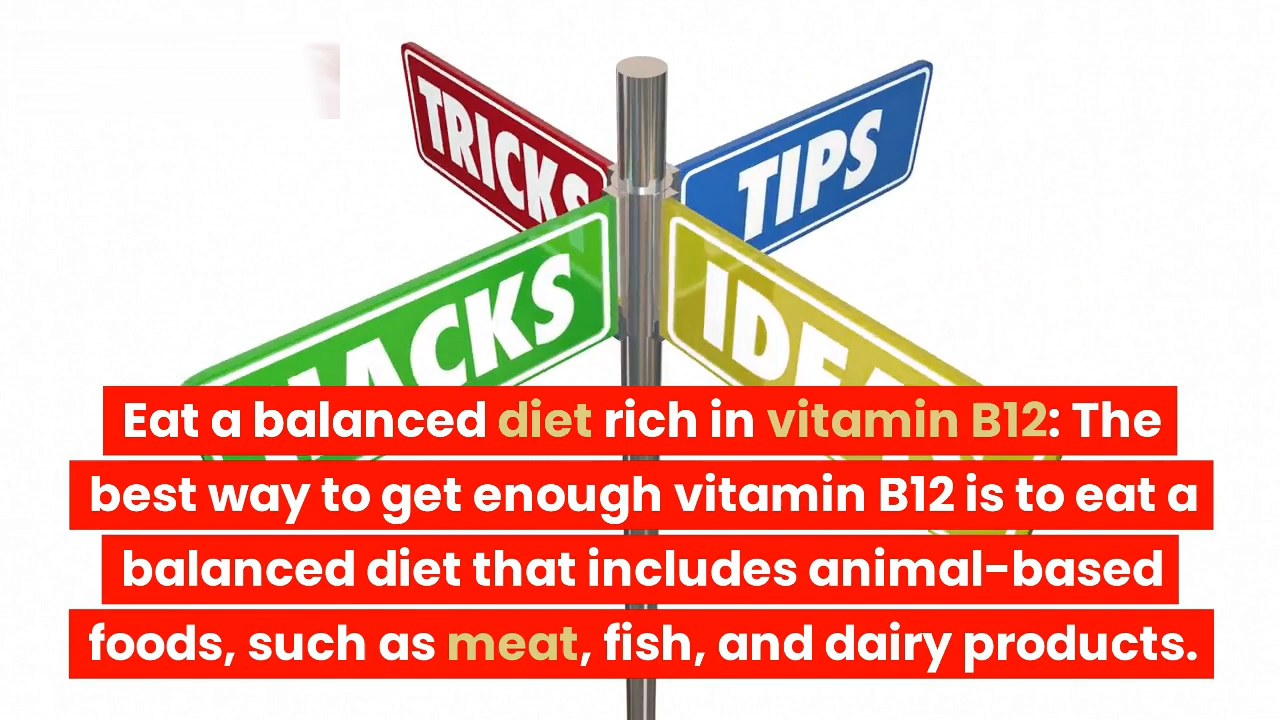 TRICKS
TIPS
HACKS
Eat a balanced diet rich in vitamin B12: The
best way to get enough vitamin B12 is to eat a
balanced diet that includes animal-based
foods, such as meat, fish, and dairy products.